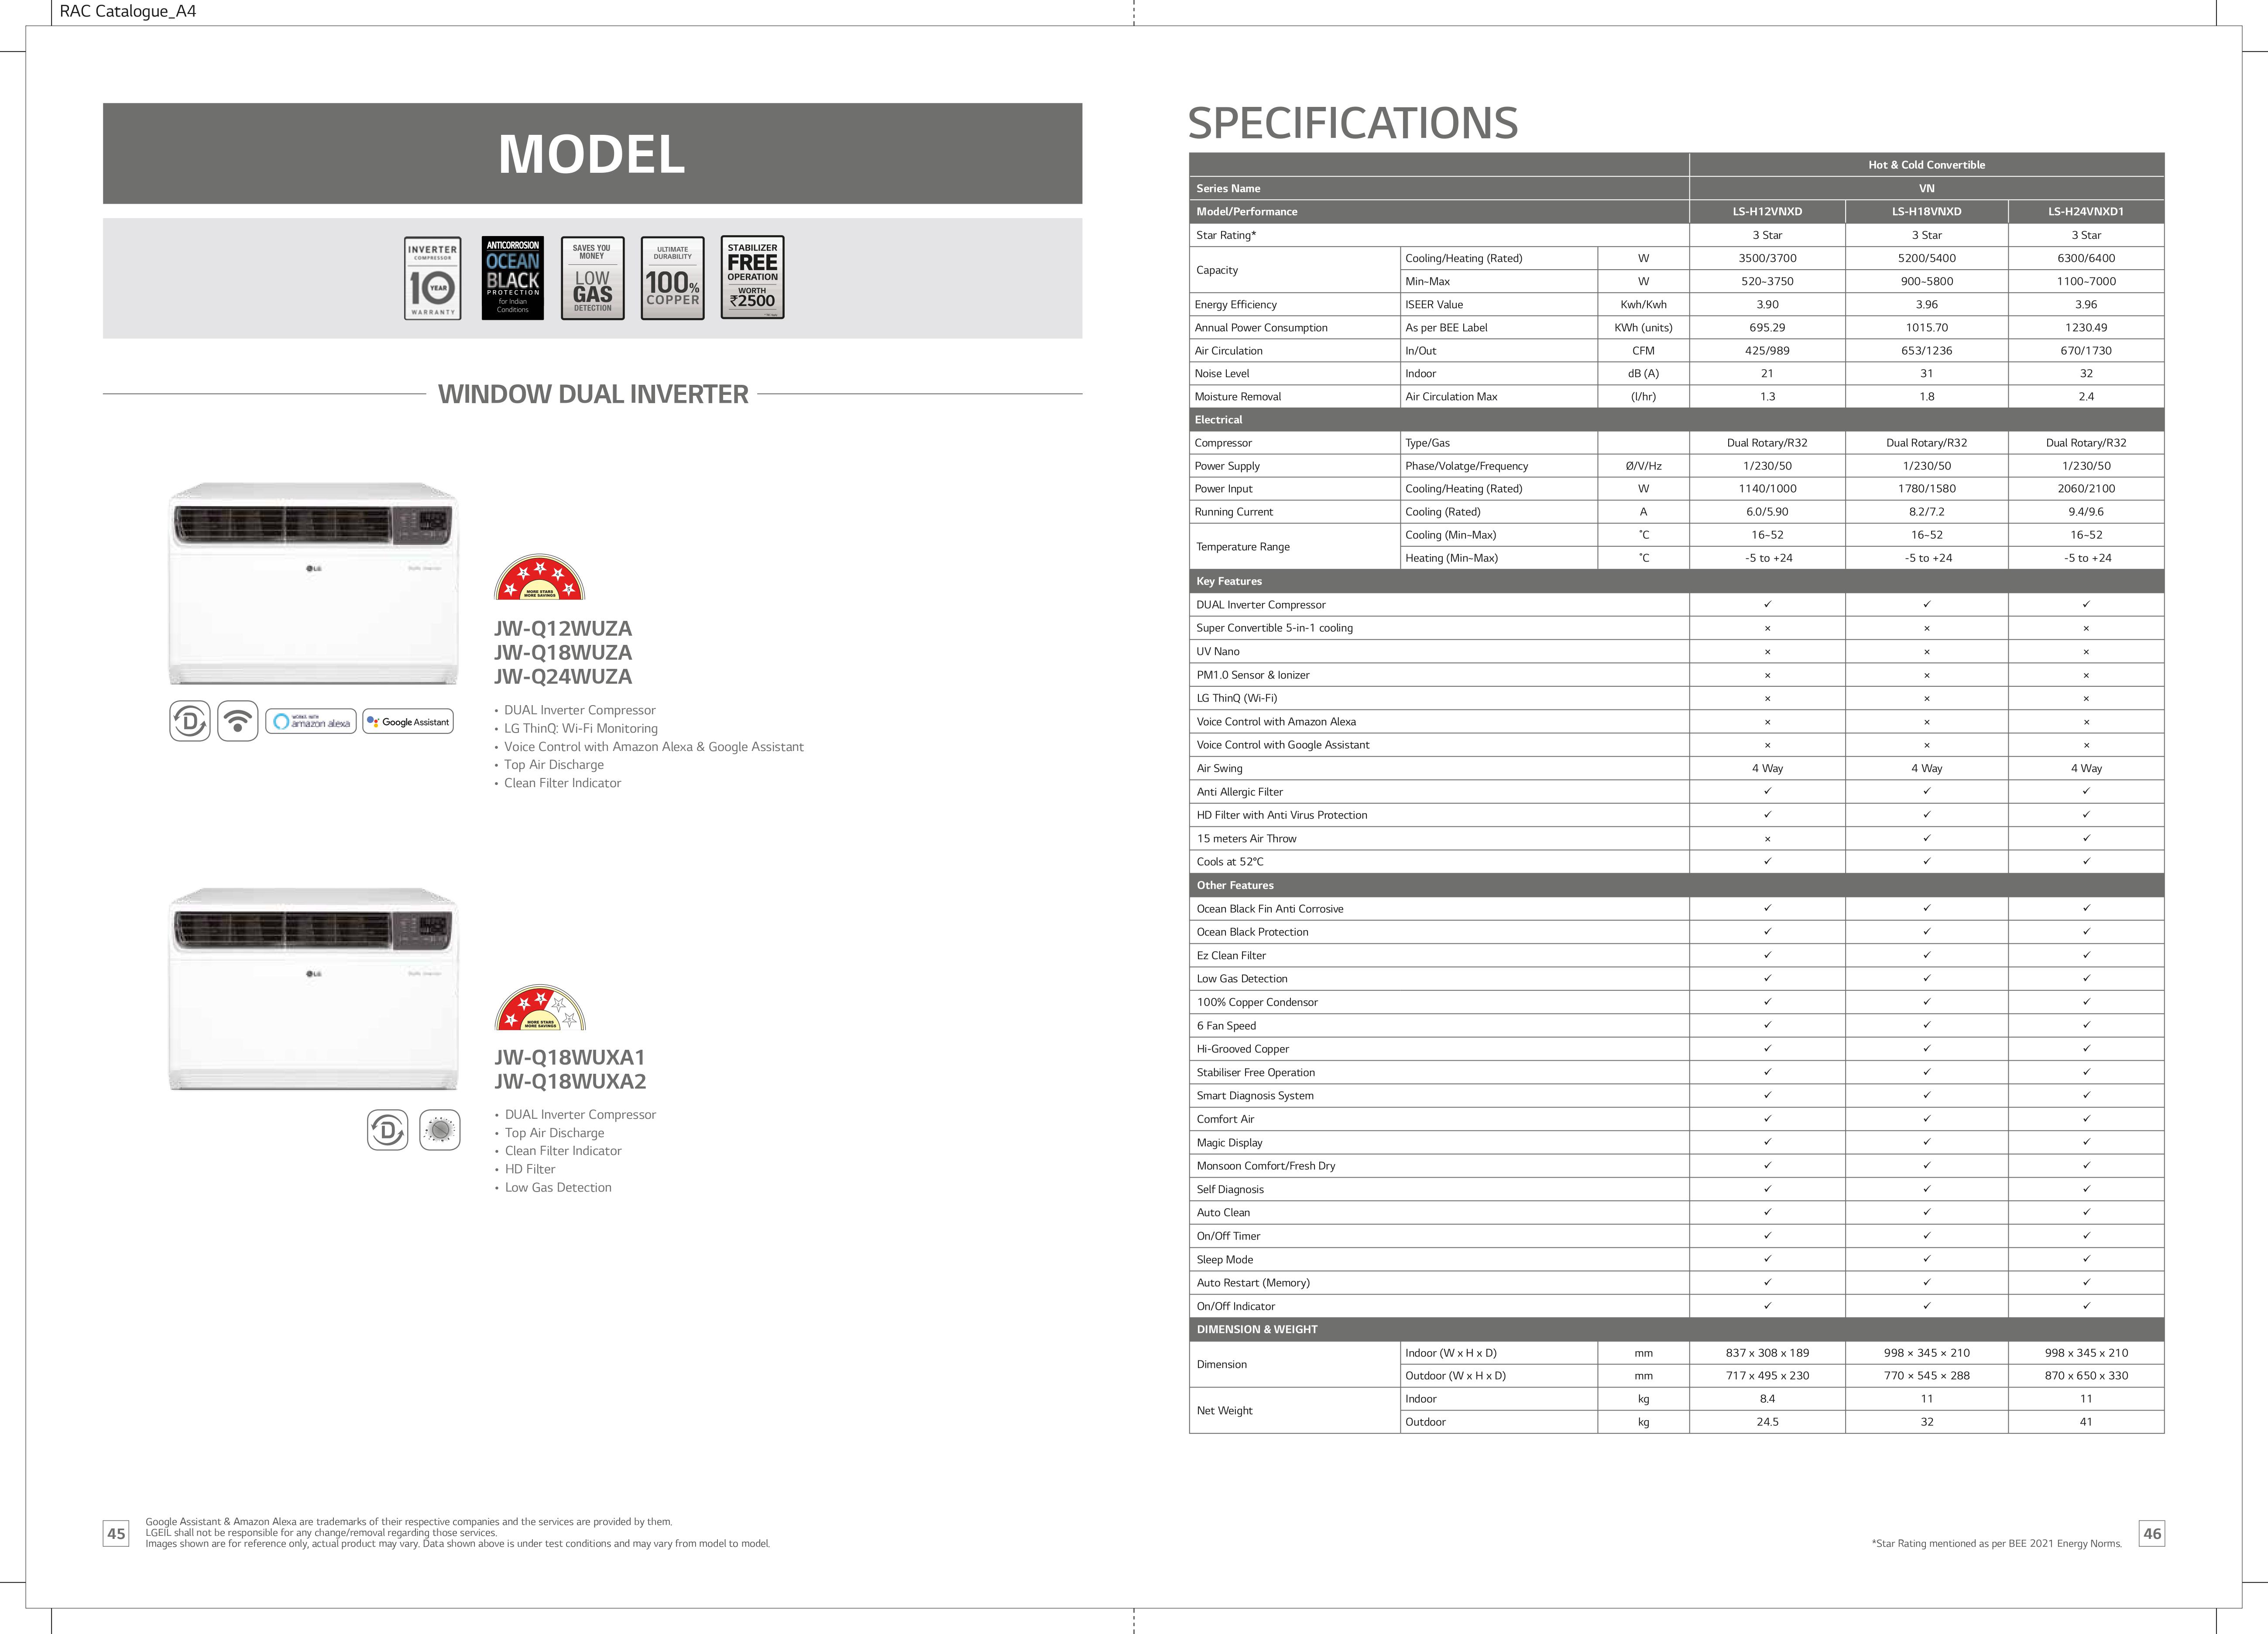 RAC Catalogue_A4
MODEL
INVERTER
COMPRESSOR
10 YEAR
WARRANTY
ANTICORROSION
OCEAN
BLACK
PROTECTION
for Indian
Conditions
SAVES YOU
MONEY
LOW
GAS
DETECTION
ULTIMATE
DURABILITY
100%
COPPER
STABILIZER
FREE
OPERATION
WORTH
₹2500
WINDOW DUAL INVERTER
LG
MORE STARS
MORE SAVINGS
JW-Q12WUZA
JW-Q18WUZA
JW-Q24WUZA
D
WORKS WITH
amazon alexa
Google Assistant
• DUAL Inverter Compressor
• LG ThinQ: Wi-Fi Monitoring
• Voice Control with Amazon Alexa & Google Assistant
• Top Air Discharge
• Clean Filter Indicator
LG
MORE STARS
MORE SAVINGS
JW-Q18WUXA1
JW-Q18WUXA2
D
• DUAL Inverter Compressor
• Top Air Discharge
• Clean Filter Indicator
• HD Filter
• Low Gas Detection
45
Google Assistant & Amazon Alexa are trademarks of their respective companies and the services are provided by them.
LGEIL shall not be responsible for any change/removal regarding those services.
Images shown are for reference only, actual product may vary. Data shown above is under test conditions and may vary from model to model.
SPECIFICATIONS
Hot & Cold Convertible
Series Name VN
Model/Performance LS-H12VNXD LS-H18VNXD LS-H24VNXD1
Star Rating* 3 Star 3 Star 3 Star
Capacity Cooling/Heating (Rated) W 3500/3700 5200/5400 6300/6400
Min~Max W 520~3750 900~5800 1100~7000
Energy Efficiency ISEER Value Kwh/Kwh 3.90 3.96 3.96
Annual Power Consumption As per BEE Label KWh (units) 695.29 1015.70 1230.49
Air Circulation In/Out CFM 425/989 653/1236 670/1730
Noise Level Indoor dB (A) 21 31 32
Moisture Removal Air Circulation Max (l/hr) 1.3 1.8 2.4
Electrical
Compressor Type/Gas Dual Rotary/R32 Dual Rotary/R32 Dual Rotary/R32
Power Supply Phase/Volatge/Frequency Ø/V/Hz 1/230/50 1/230/50 1/230/50
Power Input Cooling/Heating (Rated) W 1140/1000 1780/1580 2060/2100
Running Current Cooling (Rated) A 6.0/5.90 8.2/7.2 9.4/9.6
Temperature Range Cooling (Min~Max) ˚C 16~52 16~52 16~52
Heating (Min~Max) ˚C -5 to +24 -5 to +24 -5 to +24
Key Features
DUAL Inverter Compressor ✓ ✓ ✓
Super Convertible 5-in-1 cooling × × ×
UV Nano × × ×
PM1.0 Sensor & Ionizer × × ×
LG ThinQ (Wi-Fi) × × ×
Voice Control with Amazon Alexa × × ×
Voice Control with Google Assistant × × ×
Air Swing 4 Way 4 Way 4 Way
Anti Allergic Filter ✓ ✓ ✓
HD Filter with Anti Virus Protection ✓ ✓ ✓
15 meters Air Throw × ✓ ✓
Cools at 52°C ✓ ✓ ✓
Other Features
Ocean Black Fin Anti Corrosive ✓ ✓ ✓
Ocean Black Protection ✓ ✓ ✓
Ez Clean Filter ✓ ✓ ✓
Low Gas Detection ✓ ✓ ✓
100% Copper Condensor ✓ ✓ ✓
6 Fan Speed ✓ ✓ ✓
Hi-Grooved Copper ✓ ✓ ✓
Stabiliser Free Operation ✓ ✓ ✓
Smart Diagnosis System ✓ ✓ ✓
Comfort Air ✓ ✓ ✓
Magic Display ✓ ✓ ✓
Monsoon Comfort/Fresh Dry ✓ ✓ ✓
Self Diagnosis ✓ ✓ ✓
Auto Clean ✓ ✓ ✓
On/Off Timer ✓ ✓ ✓
Sleep Mode ✓ ✓ ✓
Auto Restart (Memory) ✓ ✓ ✓
On/Off Indicator ✓ ✓ ✓
DIMENSION & WEIGHT
Dimension Indoor (W x H x D) mm 837 x 308 x 189 998 × 345 × 210 998 x 345 x 210
Outdoor (W x H x D) mm 717 x 495 x 230 770 × 545 × 288 870 x 650 x 330
Net Weight Indoor kg 8.4 11 11
Outdoor kg 24.5 32 41
*Star Rating mentioned as per BEE 2021 Energy Norms.
46